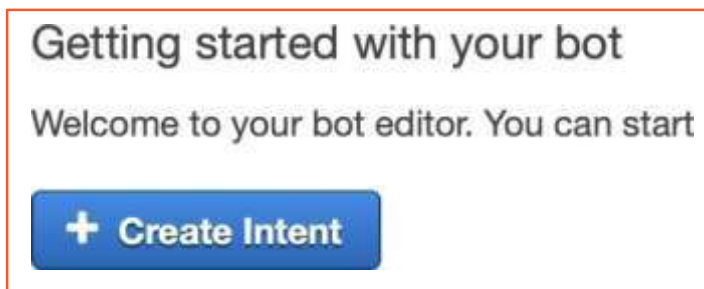 Getting started with your bot
Welcome to your bot editor. You can start
+ Create Intent